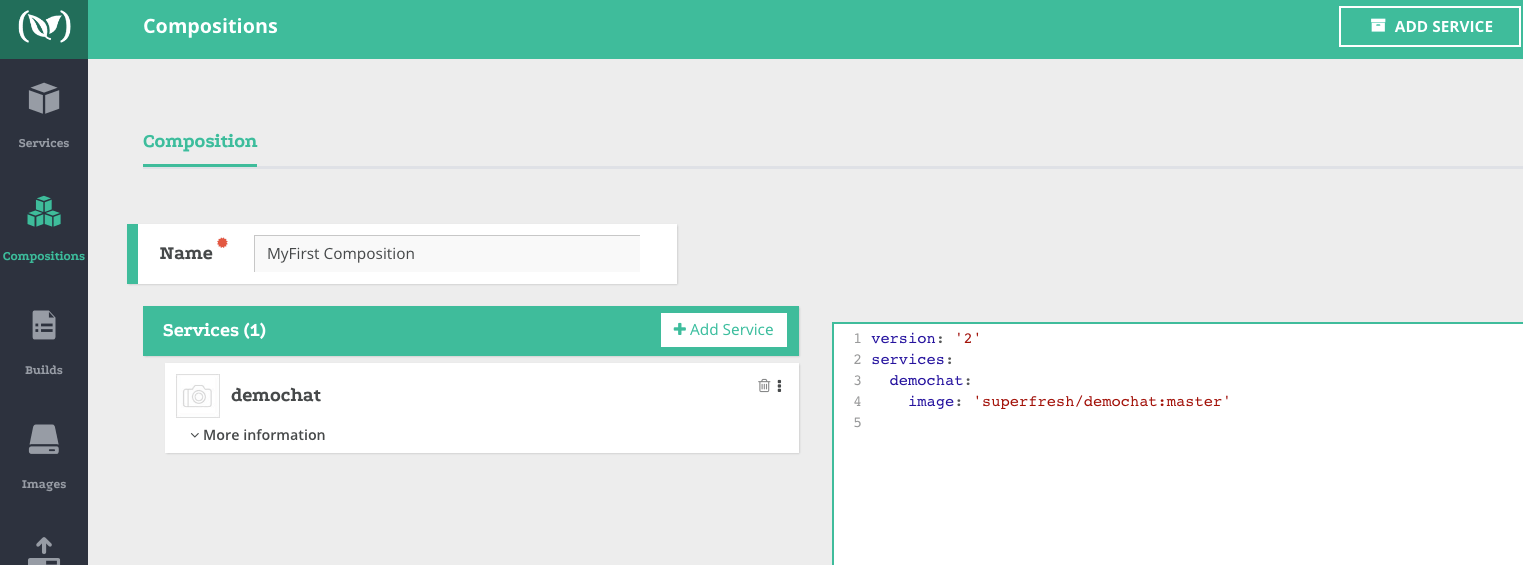 Compositions
ADD SERVICE
Services
Compositions
Builds
Images
Composition
Name
MyFirst Composition
Services (1)
Add Service
demochat
More information
1 version: '2'
2 services:
3   demochat:
4     image: 'superfresh/demochat:master'
5